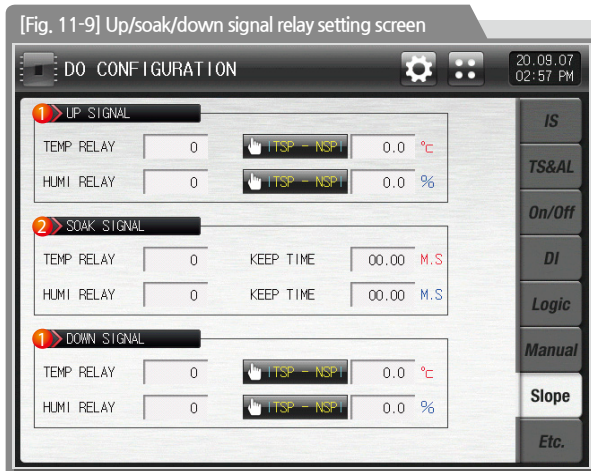 [Fig. 11-9] Up/soak/down signal relay setting screen
DO CONFIGURATION
20.09.07
02:57 PM
1 UP SIGNAL
TEMP RELAY 0 |TSP - NSP| 0.0 ℃
HUMI RELAY 0 |TSP - NSP| 0.0 %
2 SOAK SIGNAL
TEMP RELAY 0 KEEP TIME 00.00 M.S
HUMI RELAY 0 KEEP TIME 00.00 M.S
1 DOWN SIGNAL
TEMP RELAY 0 |TSP - NSP| 0.0 ℃
HUMI RELAY 0 |TSP - NSP| 0.0 %
IS
TS&AL
On/Off
DI
Logic
Manual
Slope
Etc.